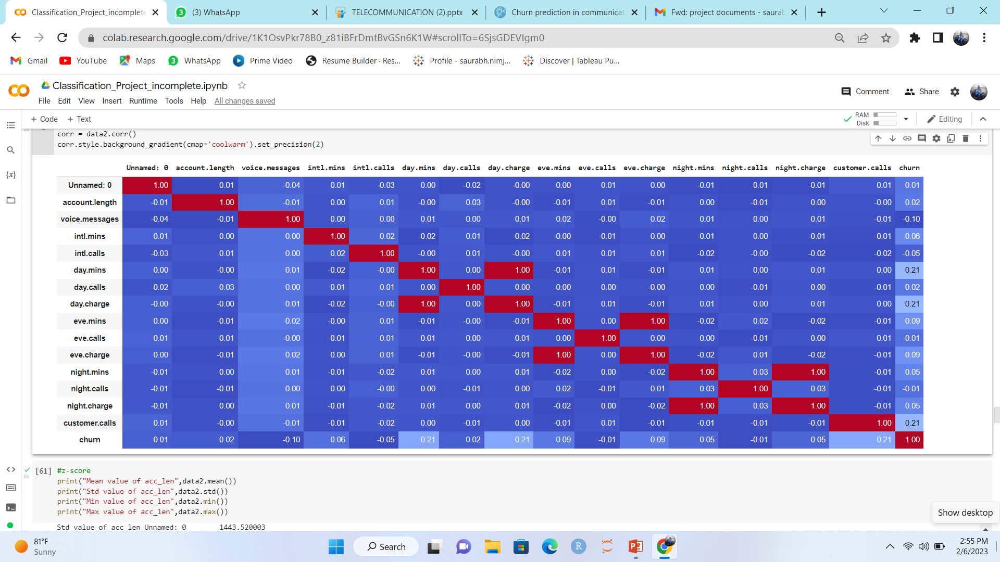 Classification_Project_incomplete
(3) WhatsApp
TELECOMMUNICATION (2).pptx
Churn prediction in communicat
Fwd: project documents - saurab
colab.research.google.com/drive/1K1OsvPkr78B0_z81iBFrDmtBvGSn6K1W#scrollTo=6SjsGDEVIgm0
Gmail YouTube Maps WhatsApp Prime Video Resume Builder · Res... Profile - saurabh.nimj... Discover | Tableau Pu...
Classification_Project_incomplete.ipynb
Comment Share
File Edit View Insert Runtime Tools Help All changes saved
+ Code + Text
RAM
Disk
Editing
corr = data2.corr()
corr.style.background_gradient(cmap='coolwarm').set_precision(2)
Unnamed: 0 account.length voice.messages intl.mins intl.calls day.mins day.calls day.charge eve.mins eve.calls eve.charge night.mins night.calls night.charge customer.calls churn
Unnamed: 0 1.00 -0.01 -0.04 0.01 -0.03 0.00 -0.02 -0.00 0.00 0.01 0.00 -0.01 -0.01 -0.01 0.01 0.01
account.length -0.01 1.00 -0.01 0.00 0.01 -0.00 0.03 -0.00 -0.01 0.01 -0.01 0.00 -0.01 0.00 -0.00 0.02
voice.messages -0.04 -0.01 1.00 0.00 0.00 0.01 0.00 0.01 0.02 -0.00 0.02 0.01 0.00 0.01 -0.01 -0.10
intl.mins 0.01 0.00 0.00 1.00 0.02 -0.02 0.01 -0.02 -0.00 -0.01 0.00 -0.01 0.00 -0.01 -0.01 0.06
intl.calls -0.03 0.01 0.00 0.02 1.00 -0.00 0.01 -0.00 0.01 0.01 0.01 -0.02 -0.00 -0.02 -0.02 -0.05
day.mins 0.00 -0.00 0.01 -0.02 -0.00 1.00 0.00 1.00 -0.01 0.01 -0.01 0.01 0.00 0.01 0.00 0.21
day.calls -0.02 0.03 0.00 0.01 0.01 0.00 1.00 0.00 -0.00 0.00 -0.00 0.00 -0.01 0.00 -0.01 0.02
day.charge -0.00 -0.00 0.01 -0.02 -0.00 1.00 0.00 1.00 -0.01 0.01 -0.01 0.01 0.00 0.01 0.00 0.21
eve.mins 0.00 -0.01 0.02 -0.00 0.01 -0.01 -0.00 -0.01 1.00 0.00 1.00 -0.02 0.02 -0.02 -0.01 0.09
eve.calls 0.01 0.01 -0.00 -0.01 0.01 0.01 0.00 0.01 0.00 1.00 0.00 0.00 -0.01 0.00 0.01 -0.01
eve.charge 0.00 -0.01 0.02 0.00 0.01 -0.01 -0.00 -0.01 1.00 0.00 1.00 -0.02 0.01 -0.02 -0.01 0.09
night.mins -0.01 0.00 0.01 -0.01 -0.02 0.01 0.00 0.01 -0.02 0.00 -0.02 1.00 0.03 1.00 -0.01 0.05
night.calls -0.01 -0.01 0.00 0.00 -0.00 0.00 -0.01 0.00 0.02 -0.01 0.01 0.03 1.00 0.03 -0.01 -0.01
night.charge -0.01 0.00 0.01 -0.01 -0.02 0.01 0.00 0.01 -0.02 0.00 -0.02 1.00 0.03 1.00 -0.01 0.05
customer.calls 0.01 -0.00 -0.01 -0.01 -0.02 0.00 -0.01 0.00 -0.01 0.01 -0.01 -0.01 -0.01 -0.01 1.00 0.21
churn 0.01 0.02 -0.10 0.06 -0.05 0.21 0.02 0.21 0.09 -0.01 0.09 0.05 -0.01 0.05 0.21 1.00
[61] #z-score
0s
print("Mean value of acc_len",data2.mean())
print("Std value of acc_len",data2.std())
print("Min value of acc_len",data2.min())
print("Max value of acc_len",data2.max())
Std value of acc_len Unnamed: 0 1443.520003
Show desktop
81°F
Sunny
Search
2:55 PM
2/6/2023